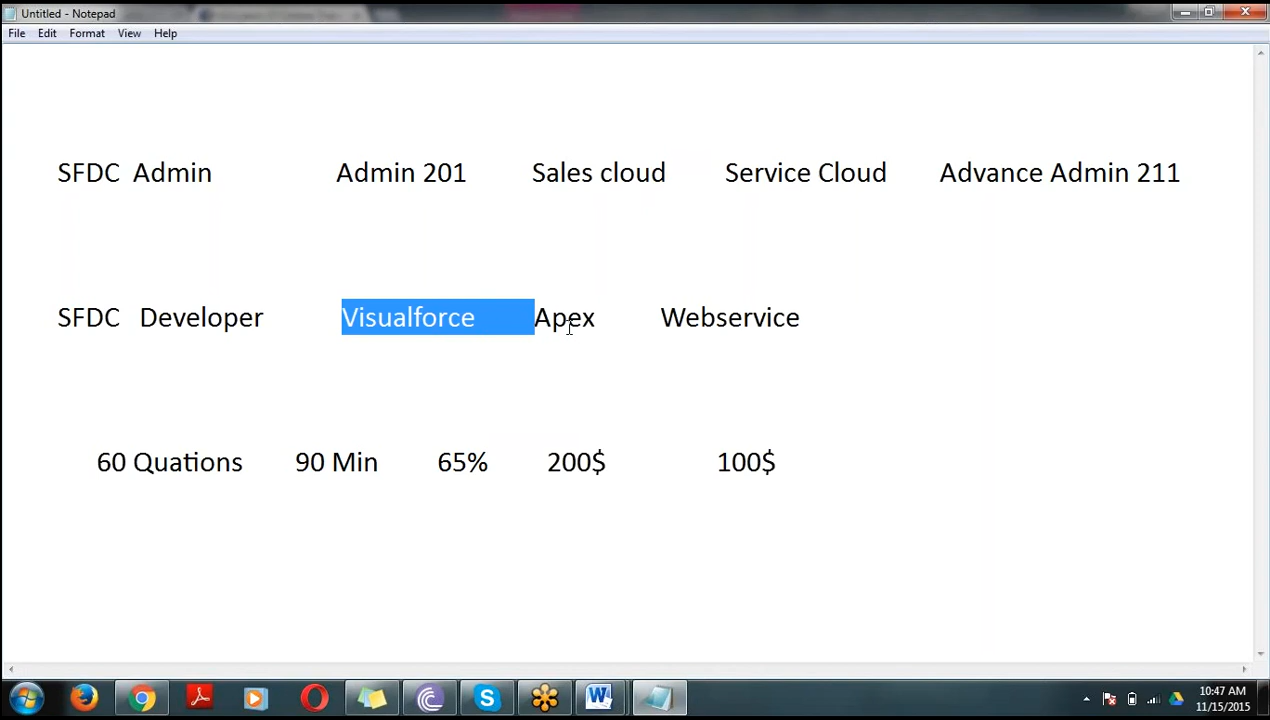 Untitled - Notepad
File Edit Format View Help
SFDC Admin Admin 201 Sales cloud Service Cloud Advance Admin 211
SFDC Developer Visualforce Apex Webservice
60 Quations 90 Min 65% 200$ 100$
10:47 AM
11/15/2015